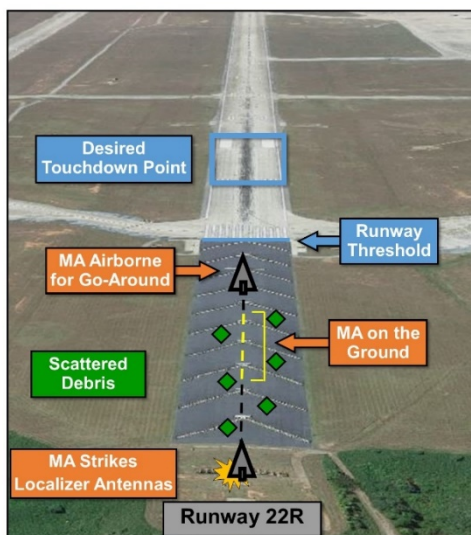 Desired
Touchdown Point
Runway
Threshold
MA Airborne
for Go-Around
MA on the
Ground
Scattered
Debris
MA Strikes
Localizer Antennas
Runway 22R